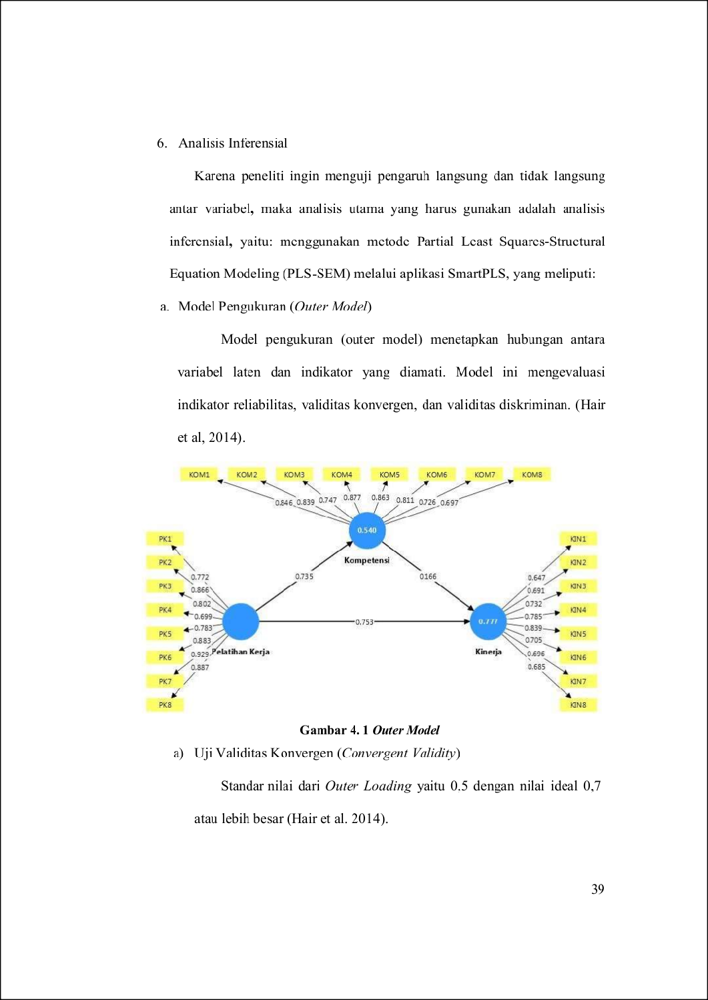 6. Analisis Inferensial
Karena peneliti ingin menguji pengaruh langsung dan tidak langsung
antar variabel, maka analisis utama yang harus gunakan adalah analisis
inferensial, yaitu: menggunakan metode Partial Least Squares-Structural
Equation Modeling (PLS-SEM) melalui aplikasi SmartPLS, yang meliputi:
a. Model Pengukuran (Outer Model)
Model pengukuran (outer model) menetapkan hubungan antara
variabel laten dan indikator yang diamati. Model ini mengevaluasi
indikator reliabilitas, validitas konvergen, dan validitas diskriminan. (Hair
et al, 2014).
KOM1 KOM2 KOM3 KOM4 KOM5 KOM6 KOM7 KOM8
0.846 0.839 0.747 0.877 0.863 0.811 0.726 0.697
0.540
Kompetensi
PK1
PK2
PK3
PK4
PK5
PK6
PK7
PK8
0.772
0.866
0.802
0.699
0.783
0.883
0.929
0.887
Pelatihan Kerja
0.735
0.166
0.753
0.777
Kinerja
0.647
0.691
0.732
0.785
0.839
0.705
0.696
0.685
KIN1
KIN2
KIN3
KIN4
KIN5
KIN6
KIN7
KIN8
Gambar 4. 1 Outer Model
a) Uji Validitas Konvergen (Convergent Validity)
Standar nilai dari Outer Loading yaitu 0.5 dengan nilai ideal 0,7
atau lebih besar (Hair et al. 2014).
39